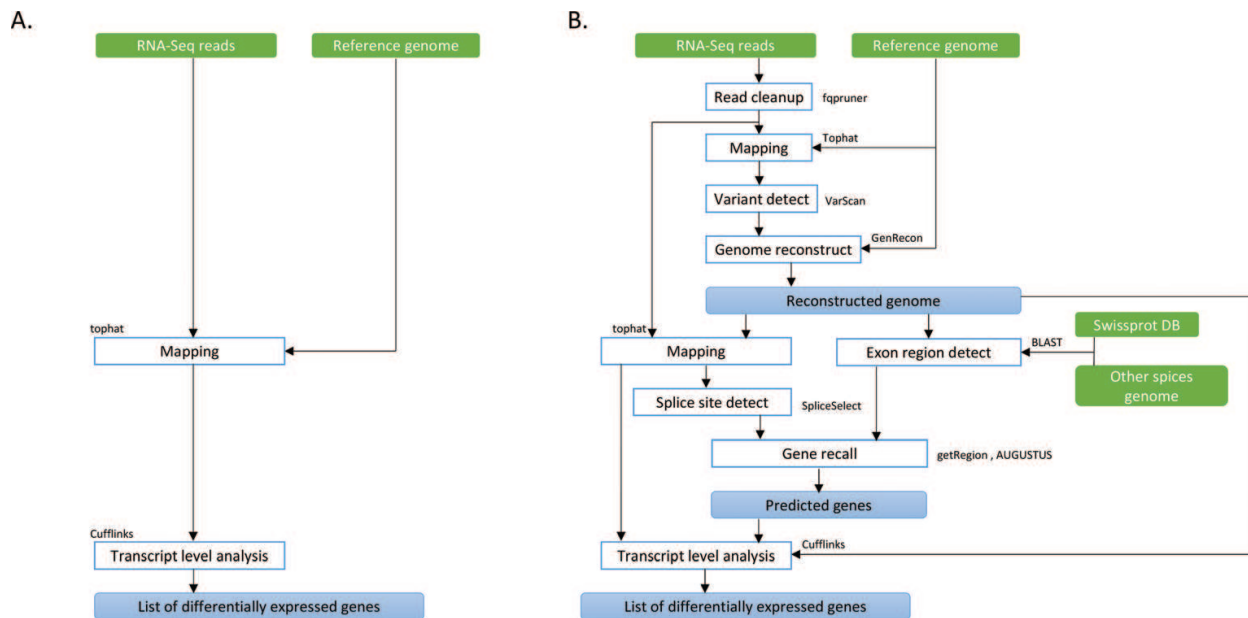 A.
RNA-Seq reads
Reference genome
tophat
Mapping
Cufflinks
Transcript level analysis
List of differentially expressed genes
B.
RNA-Seq reads
Reference genome
Read cleanup
fqpruner
Tophat
Mapping
Variant detect
VarScan
GenRecon
Genome reconstruct
Reconstructed genome
tophat
Mapping
Exon region detect
BLAST
Swissprot DB
Other spices
genome
Splice site detect
SpliceSelect
Gene recall
getRegion , AUGUSTUS
Predicted genes
Cufflinks
Transcript level analysis
List of differentially expressed genes